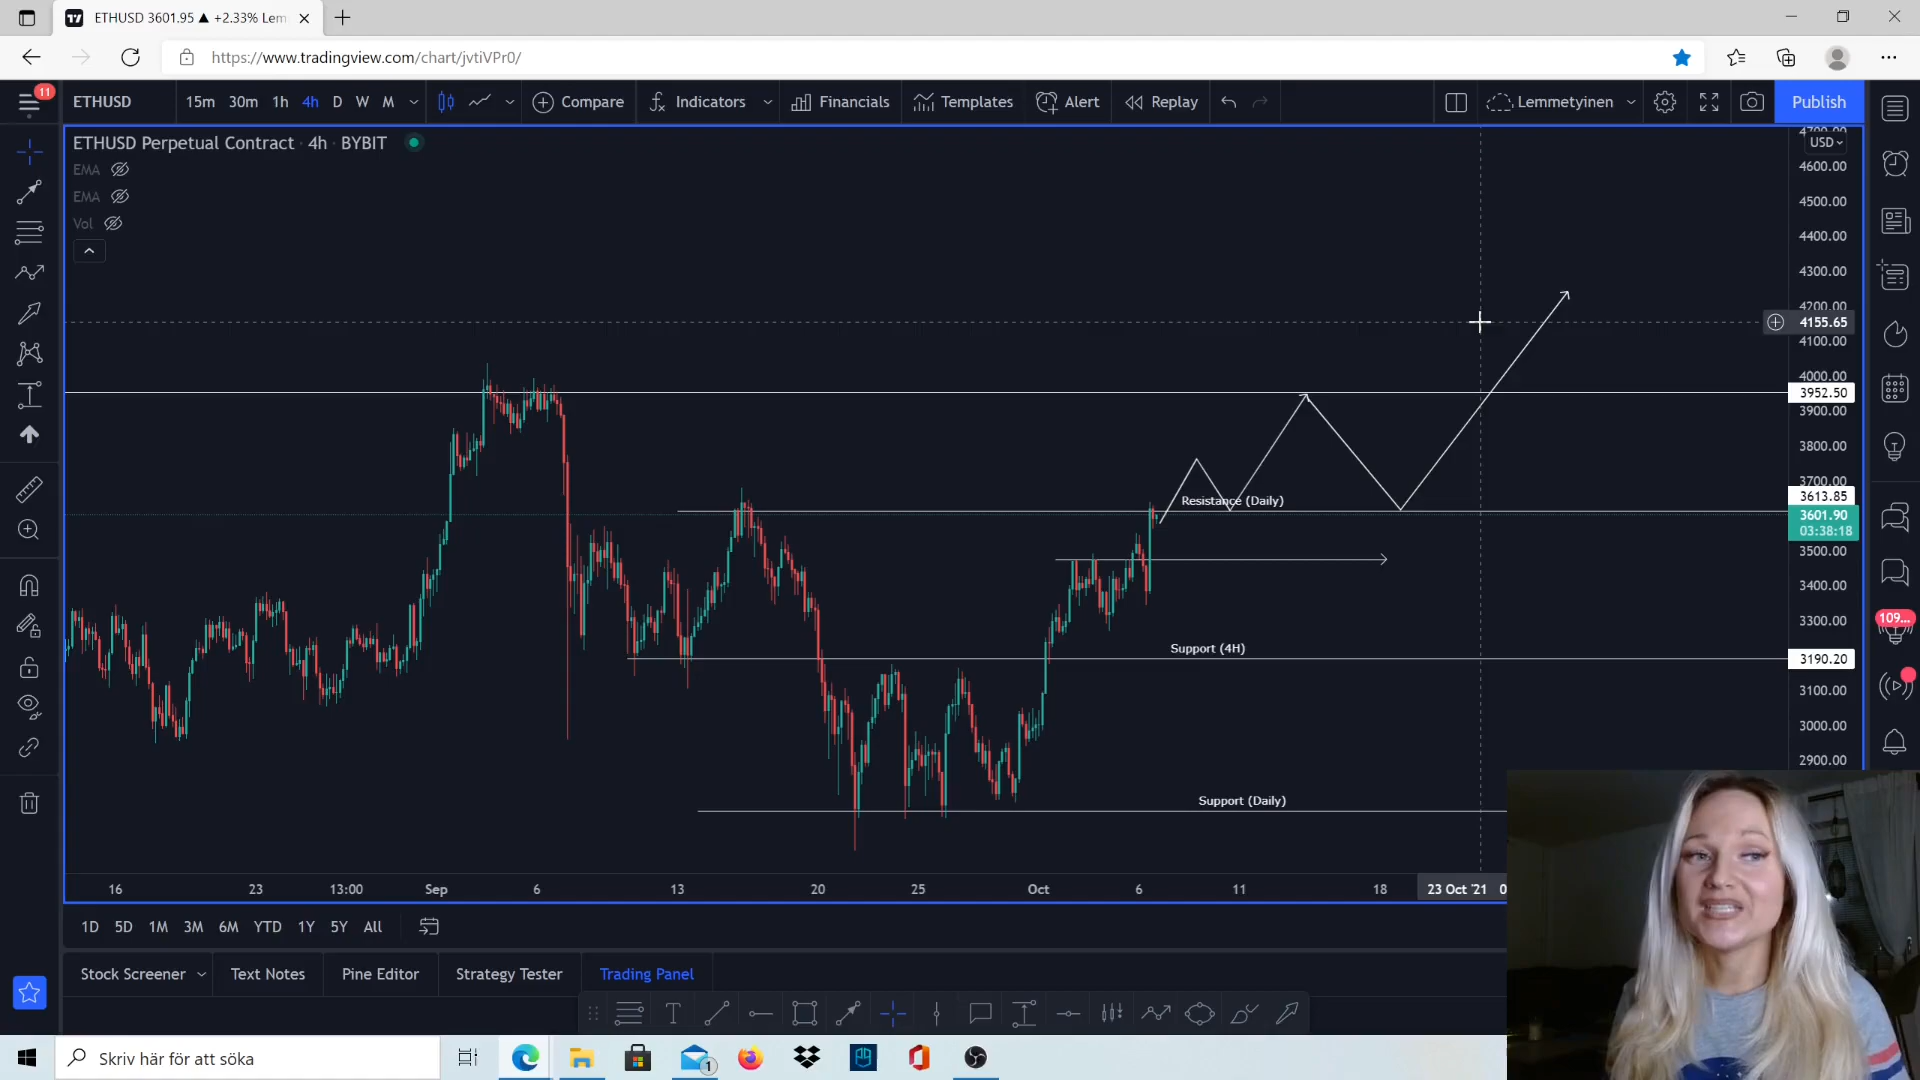 ETHUSD 3601.95 ▲ +2.33% Lem
https://www.tradingview.com/chart/jvtiVPr0/
11
ETHUSD
15m 30m 1h 4h D W M
Compare
Indicators
Financials
Templates
Alert
Replay
Lemmetyinen
Publish
ETHUSD Perpetual Contract · 4h · BYBIT
EMA
EMA
Vol
4700.00
USD
4600.00
4500.00
4400.00
4300.00
4200.00
4155.65
4100.00
4000.00
3952.50
3900.00
3800.00
3700.00
3613.85
3601.90
03:38:18
3500.00
3400.00
3300.00
3190.20
3100.00
3000.00
2900.00
Resistance (Daily)
Support (4H)
Support (Daily)
109...
16 23 13:00 Sep 6 13 20 25 Oct 6 11 18 23 Oct '21
1D 5D 1M 3M 6M YTD 1Y 5Y All
Stock Screener Text Notes Pine Editor Strategy Tester Trading Panel
Skriv här för att söka
1